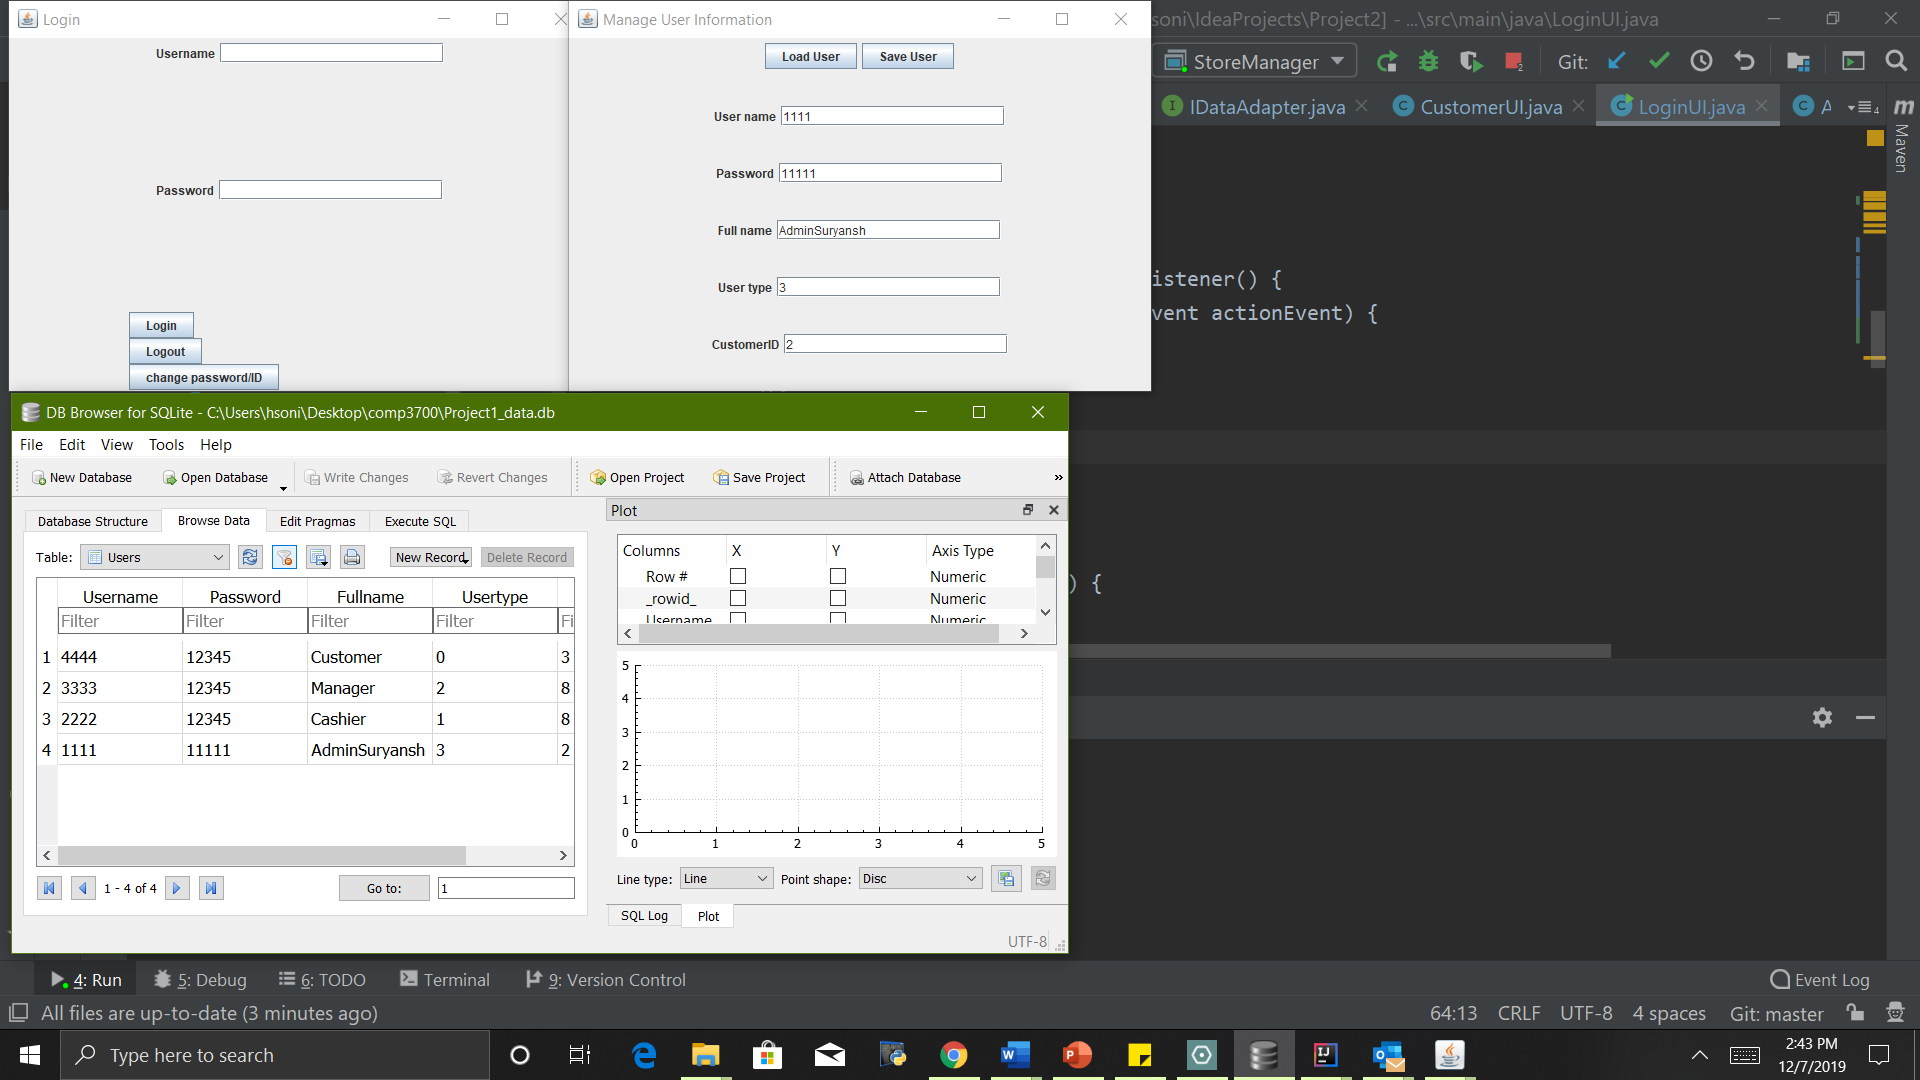 Login
Username
Password
Login
Logout
change password/ID
Manage User Information
Load User Save User
User name 1111
Password 11111
Full name AdminSuryansh
User type 3
CustomerID 2
soni\IdeaProjects\Project2] - ...\src\main\java\LoginUI.java
StoreManager Git:
IDataAdapter.java CustomerUI.java LoginUI.java A
m Maven
istener() {
vent actionEvent) {
) {
DB Browser for SQLite - C:\Users\hsoni\Desktop\comp3700\Project1_data.db
File Edit View Tools Help
New Database Open Database Write Changes Revert Changes Open Project Save Project Attach Database »
Database Structure Browse Data Edit Pragmas Execute SQL
Table: Users New Record Delete Record
Username Password Fullname Usertype
Filter Filter Filter Filter Fi
1 4444 12345 Customer 0 3
2 3333 12345 Manager 2 8
3 2222 12345 Cashier 1 8
4 1111 11111 AdminSuryansh 3 2
1 - 4 of 4 Go to: 1
Plot
Columns X Y Axis Type
Row # Numeric
_rowid_ Numeric
Username Numeric
5
4
3
2
1
0
0 1 2 3 4 5
Line type: Line Point shape: Disc
SQL Log Plot
UTF-8
4: Run 5: Debug 6: TODO Terminal 9: Version Control Event Log
All files are up-to-date (3 minutes ago) 64:13 CRLF UTF-8 4 spaces Git: master
Type here to search
2:43 PM
12/7/2019